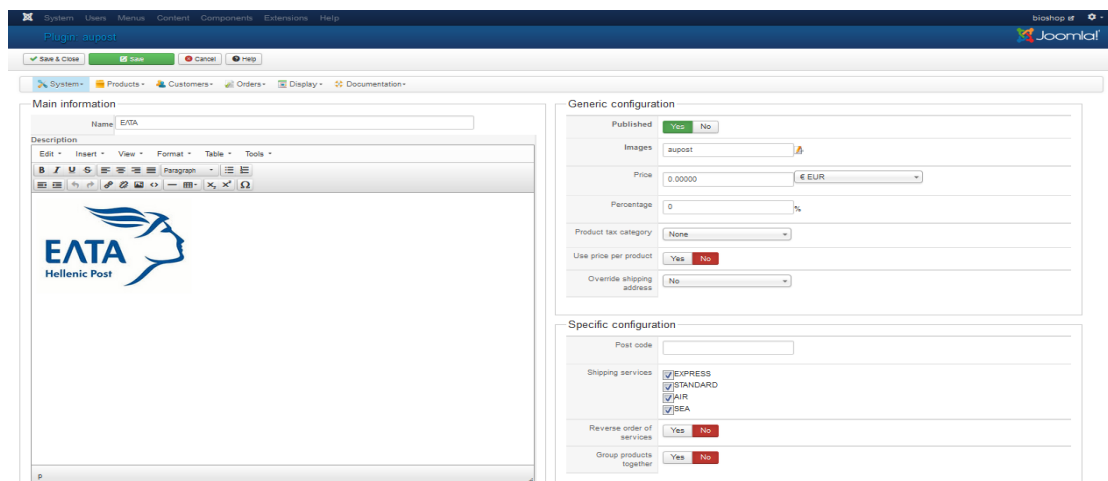 System Users Menus Content Components Extensions Help
bioshop
Plugin: aupost
Joomla!
Save & Close Save Cancel Help
System Products Customers Orders Display Documentation
Main information
Name ΕΛΤΑ
Description
Edit Insert View Format Table Tools
B I U S Paragraph
x₂ x² Ω
ΕΛΤΑ
Hellenic Post
p
Generic configuration
Published Yes No
Images aupost
Price 0.00000 € EUR
Percentage 0 %
Product tax category None
Use price per product Yes No
Override shipping
address
No
Specific configuration
Post code
Shipping services EXPRESS
STANDARD
AIR
SEA
Reverse order of
services
Yes No
Group products
together
Yes No